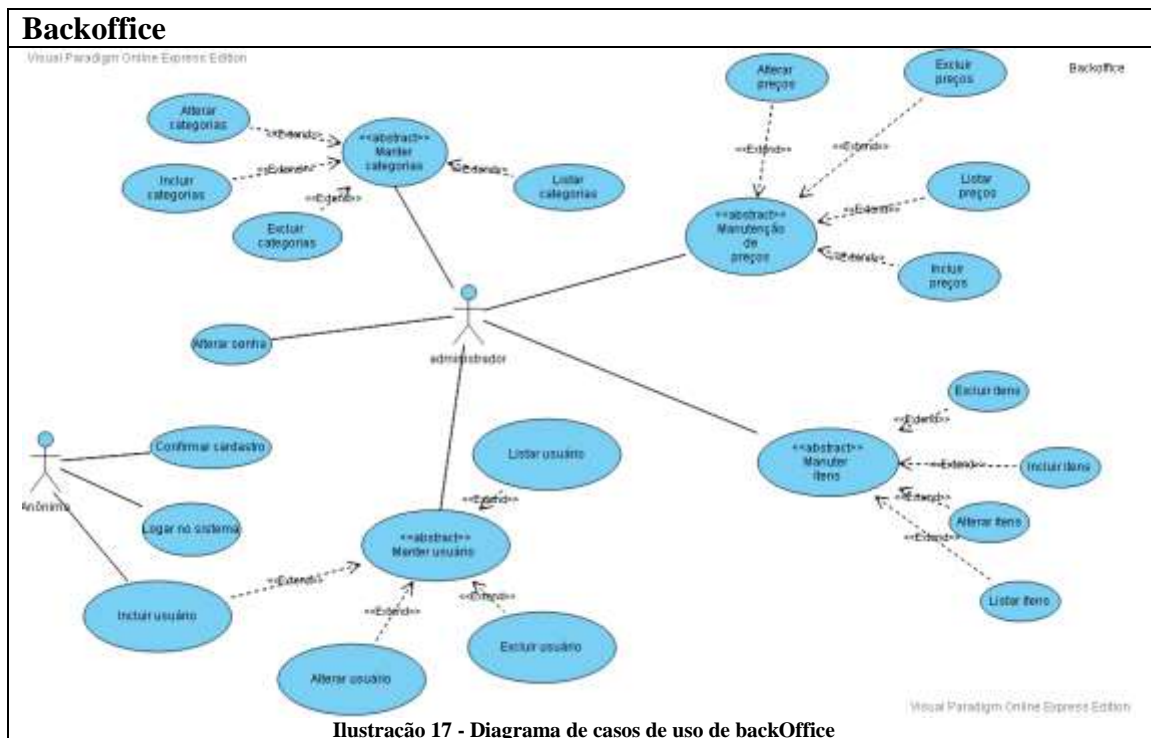 Backoffice
Visual Paradigm Online Express Edition
Backoffice
Alterar
preços
Excluir
preços
Alterar
categorias
<<Extend>>
<<abstract>>
Manter
categorias
<<Extend>>
<<Extend>>
Incluir
categorias
<<Extend>>
<<Extend>>
Listar
categorias
<<Extend>>
Excluir
categorias
<<Extend>>
Listar
preços
<<abstract>>
Manutenção
de
preços
<<Extend>>
<<Extend>>
Incluir
preços
Alterar senha
administrador
Excluir itens
<<Extend>>
Confirmar cardastro
Listar usuário
<<abstract>>
Manuter
itens
<<Extend>>
Incluir itens
Anônimo
<<Extend>>
<<Extend>>
Logar no sistema
Alterar itens
<<Extend>>
<<abstract>>
Manter usuário
<<Extend>>
Listar itens
Incluir usuário
<<Extend>>
<<Extend>>
Excluir usuário
Alterar usuário
Visual Paradigm Online Express Edition
Ilustração 17 - Diagrama de casos de uso de backOffice